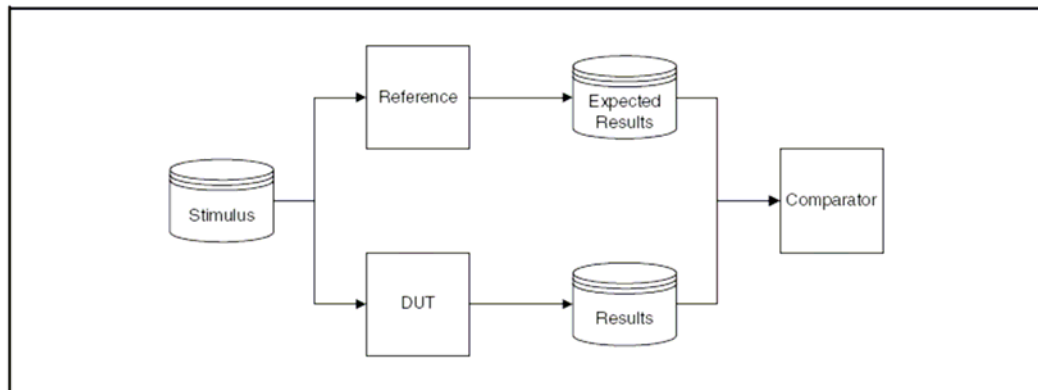 Reference
Expected
Results
Stimulus
Comparator
DUT
Results